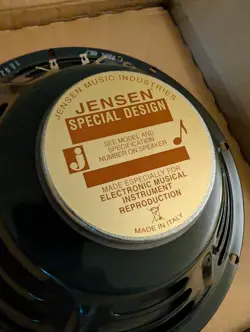 JENSEN MUSIC INDUSTRIES
JENSEN
SPECIAL DESIGN
SEE MODEL AND
SPECIFICATION
NUMBER ON SPEAKER
j
MADE ESPECIALLY FOR
ELECTRONIC MUSICAL
INSTRUMENT
REPRODUCTION
MADE IN ITALY